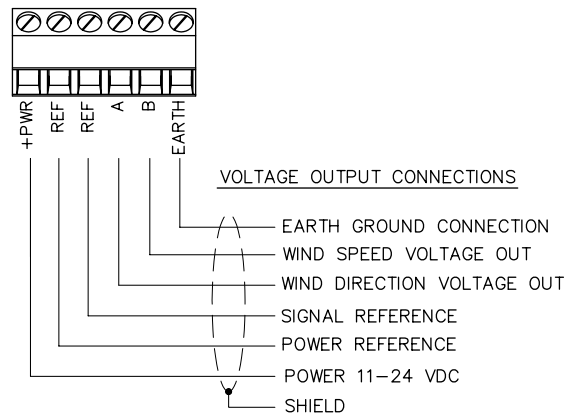 +PWR
REF
REF
A
B
EARTH
VOLTAGE OUTPUT CONNECTIONS
EARTH GROUND CONNECTION
WIND SPEED VOLTAGE OUT
WIND DIRECTION VOLTAGE OUT
SIGNAL REFERENCE
POWER REFERENCE
POWER 11–24 VDC
SHIELD